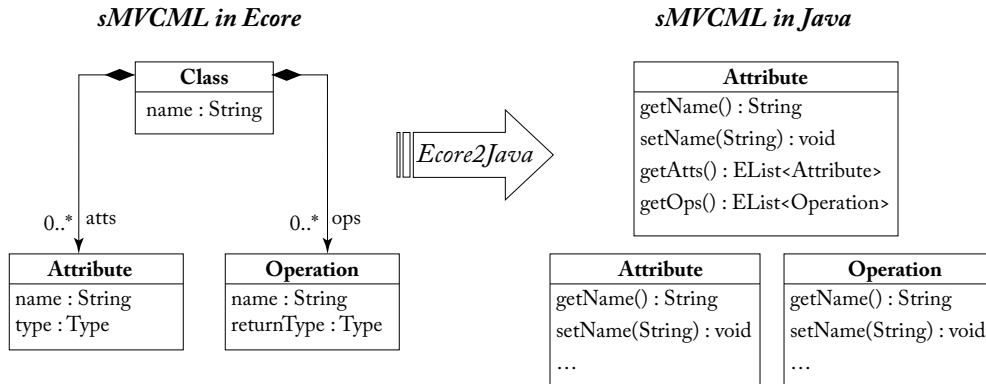 sMVCML in Ecore
Class
name : String
0..* atts
0..* ops
Attribute
name : String
type : Type
Operation
name : String
returnType : Type
Ecore2Java
sMVCML in Java
Attribute
getName() : String
setName(String) : void
getAtts() : EList<Attribute>
getOps() : EList<Operation>
Attribute
getName() : String
setName(String) : void
...
Operation
getName() : String
setName(String) : void
...